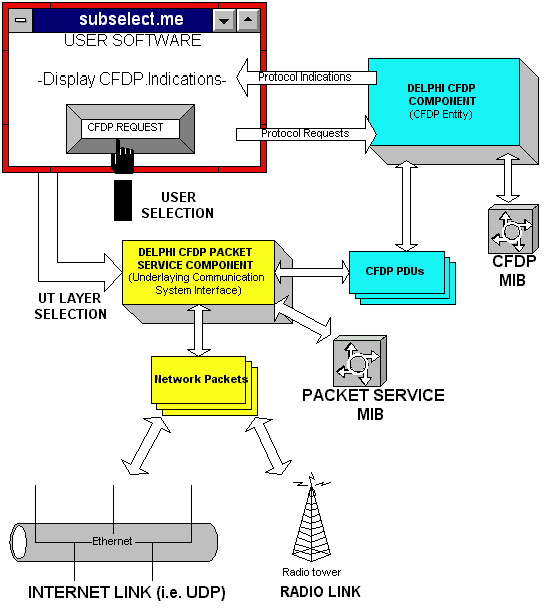 subselect.me
USER SOFTWARE
-Display CFDP.Indications-
CFDP.REQUEST
Protocol Indications
Protocol Requests
DELPHI CFDP
COMPONENT
(CFDP Entity)
USER
SELECTION
CFDP
MIB
DELPHI CFDP PACKET
SERVICE COMPONENT
(Underlaying Communication
System Interface)
CFDP PDUs
UT LAYER
SELECTION
Network Packets
PACKET SERVICE
MIB
Ethernet
INTERNET LINK (i.e. UDP)
Radio tower
RADIO LINK